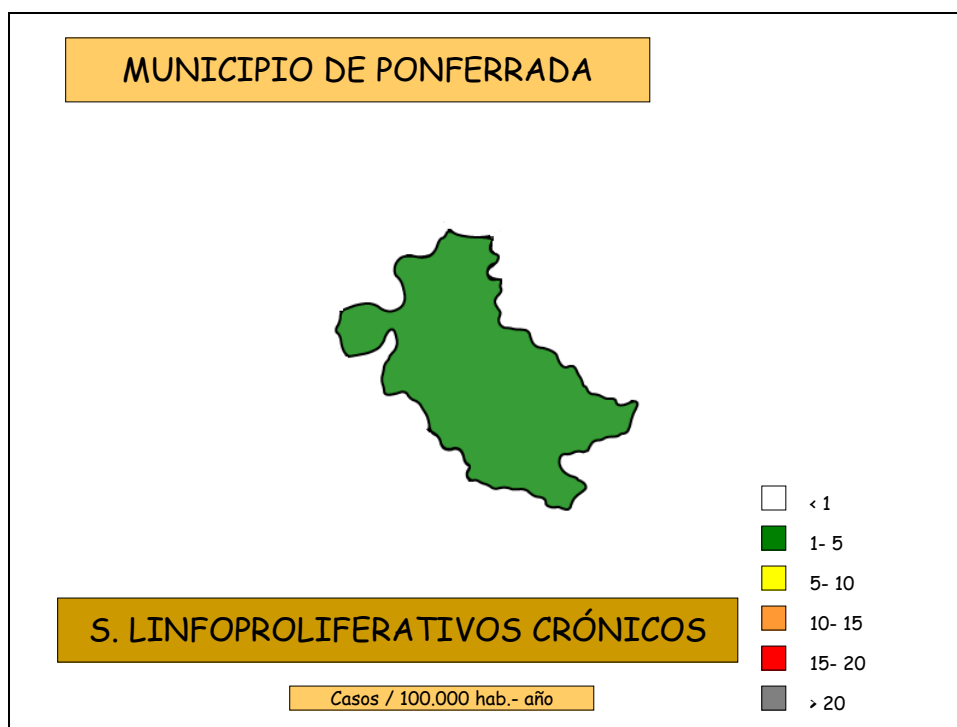 MUNICIPIO DE PONFERRADA
< 1
1- 5
5- 10
10- 15
15- 20
> 20
S. LINFOPROLIFERATIVOS CRÓNICOS
Casos / 100.000 hab.- año